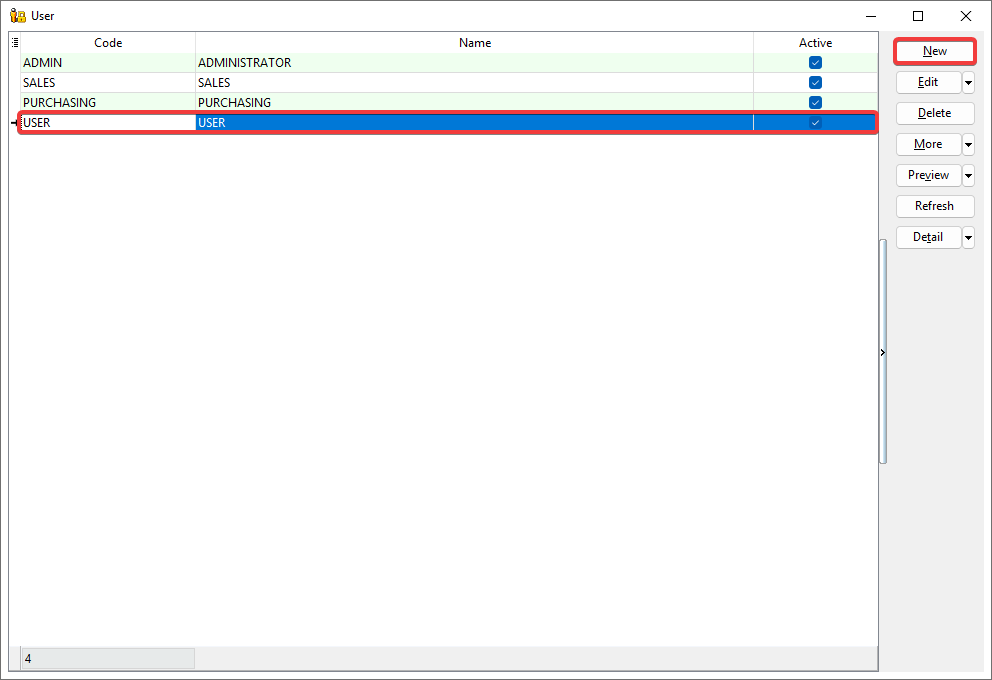 User
Code Name Active
ADMIN ADMINISTRATOR
SALES SALES
PURCHASING PURCHASING
USER USER
4
New
Edit
Delete
More
Preview
Refresh
Detail